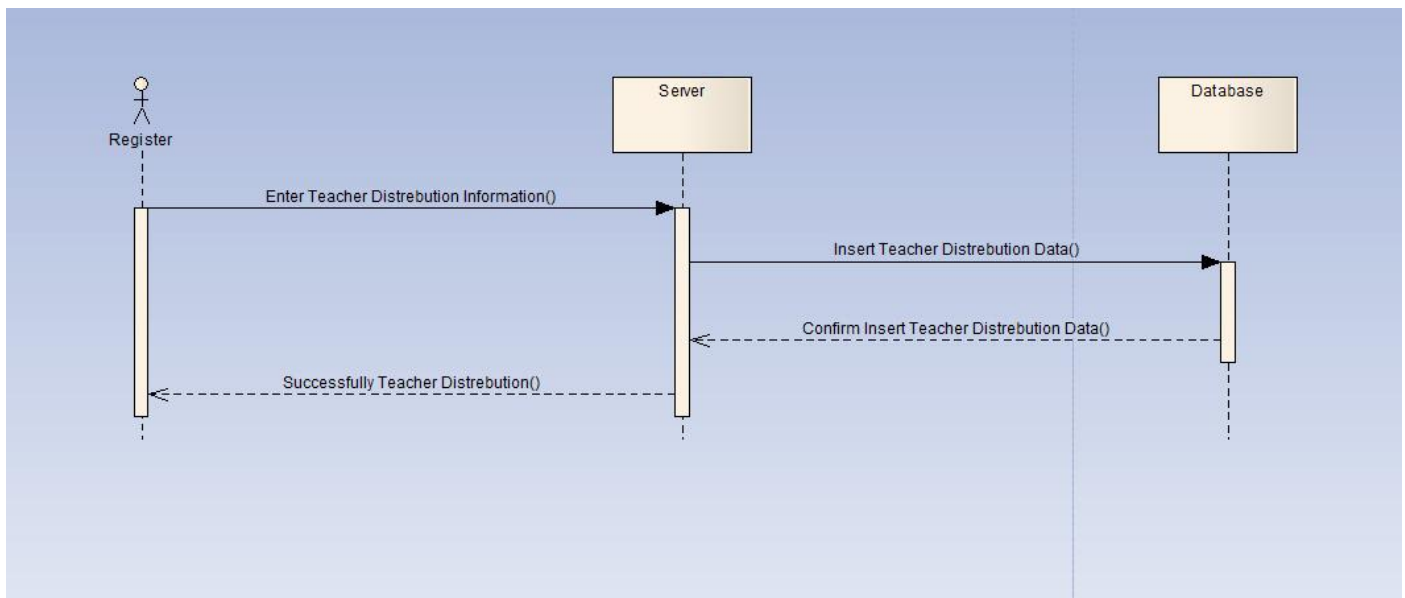 Server
Database
Register
Enter Teacher Distrebution Information()
Insert Teacher Distrebution Data()
Confirm Insert Teacher Distrebution Data()
Successfully Teacher Distrebution()